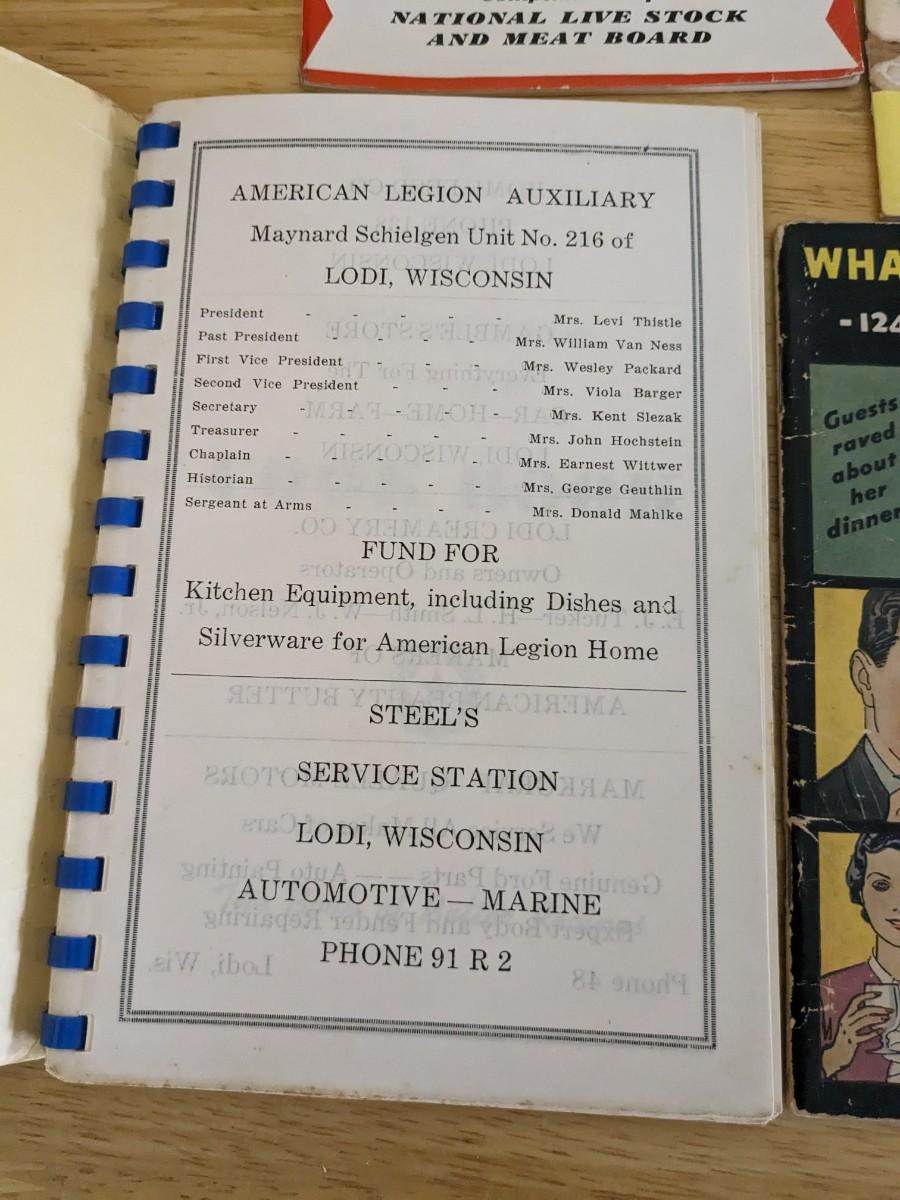 NATIONAL LIVE STOCK
AND MEAT BOARD
AMERICAN LEGION AUXILIARY
Maynard Schielgen Unit No. 216 of
LODI, WISCONSIN
President - - - - - Mrs. Levi Thistle
Past President - - - - Mrs. William Van Ness
First Vice President - - - Mrs. Wesley Packard
Second Vice President - - - Mrs. Viola Barger
Secretary - - - - - Mrs. Kent Slezak
Treasurer - - - - - Mrs. John Hochstein
Chaplain - - - - - Mrs. Earnest Wittwer
Historian - - - - - Mrs. George Geuthlin
Sergeant at Arms - - - - Mrs. Donald Mahlke
FUND FOR
Kitchen Equipment, including Dishes and
Silverware for American Legion Home
STEEL'S
SERVICE STATION
LODI, WISCONSIN
AUTOMOTIVE — MARINE
PHONE 91 R 2
WHA
- 124
Guests
raved
about
her
dinner